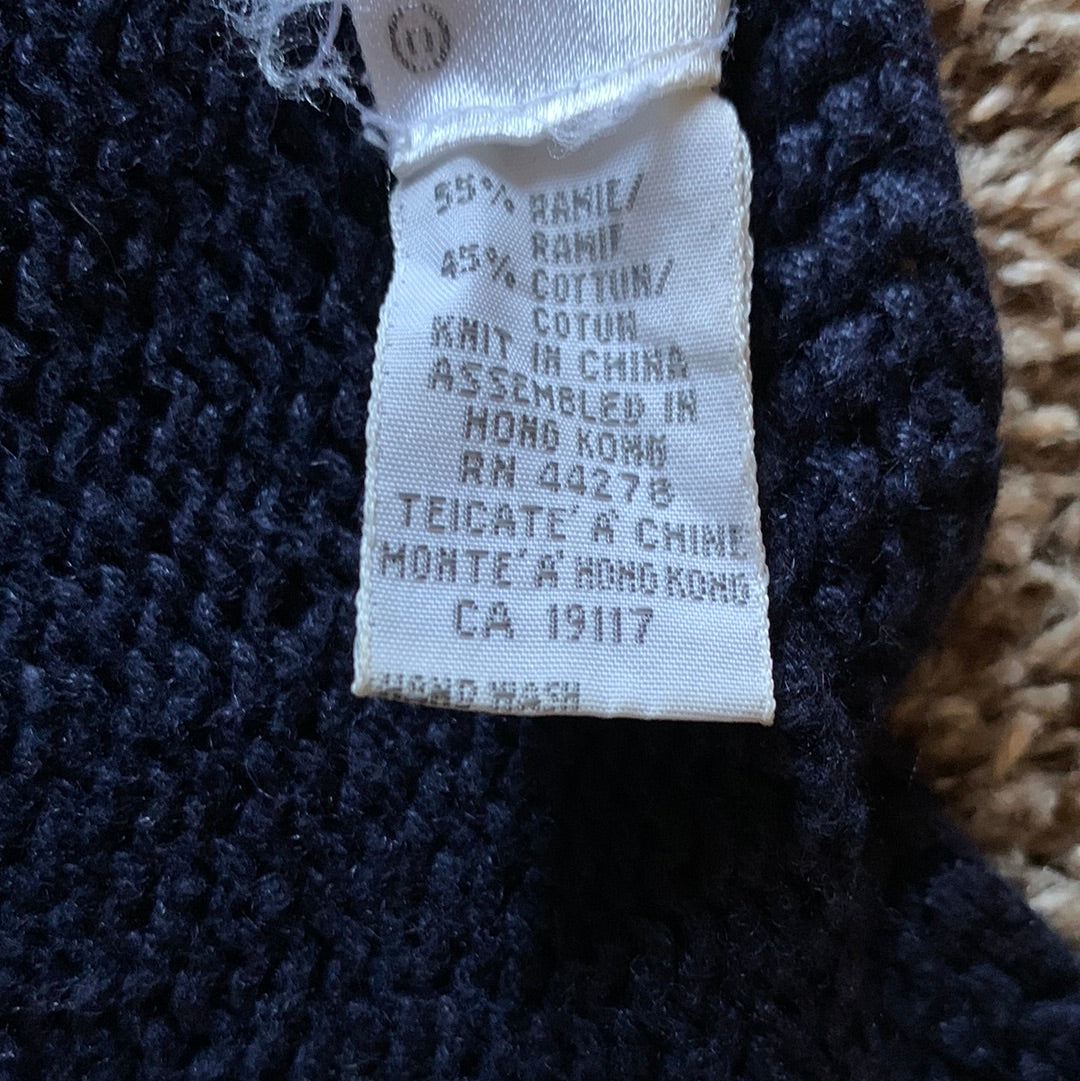 55% RAMIE/
RAMIE
45% COTTON/
COTON
KNIT IN CHINA
ASSEMBLED IN
HONG KONG
RN 44278
TEICATE' A' CHINE
MONTE' A' HONG KONG
CA 19117
HAND WASH